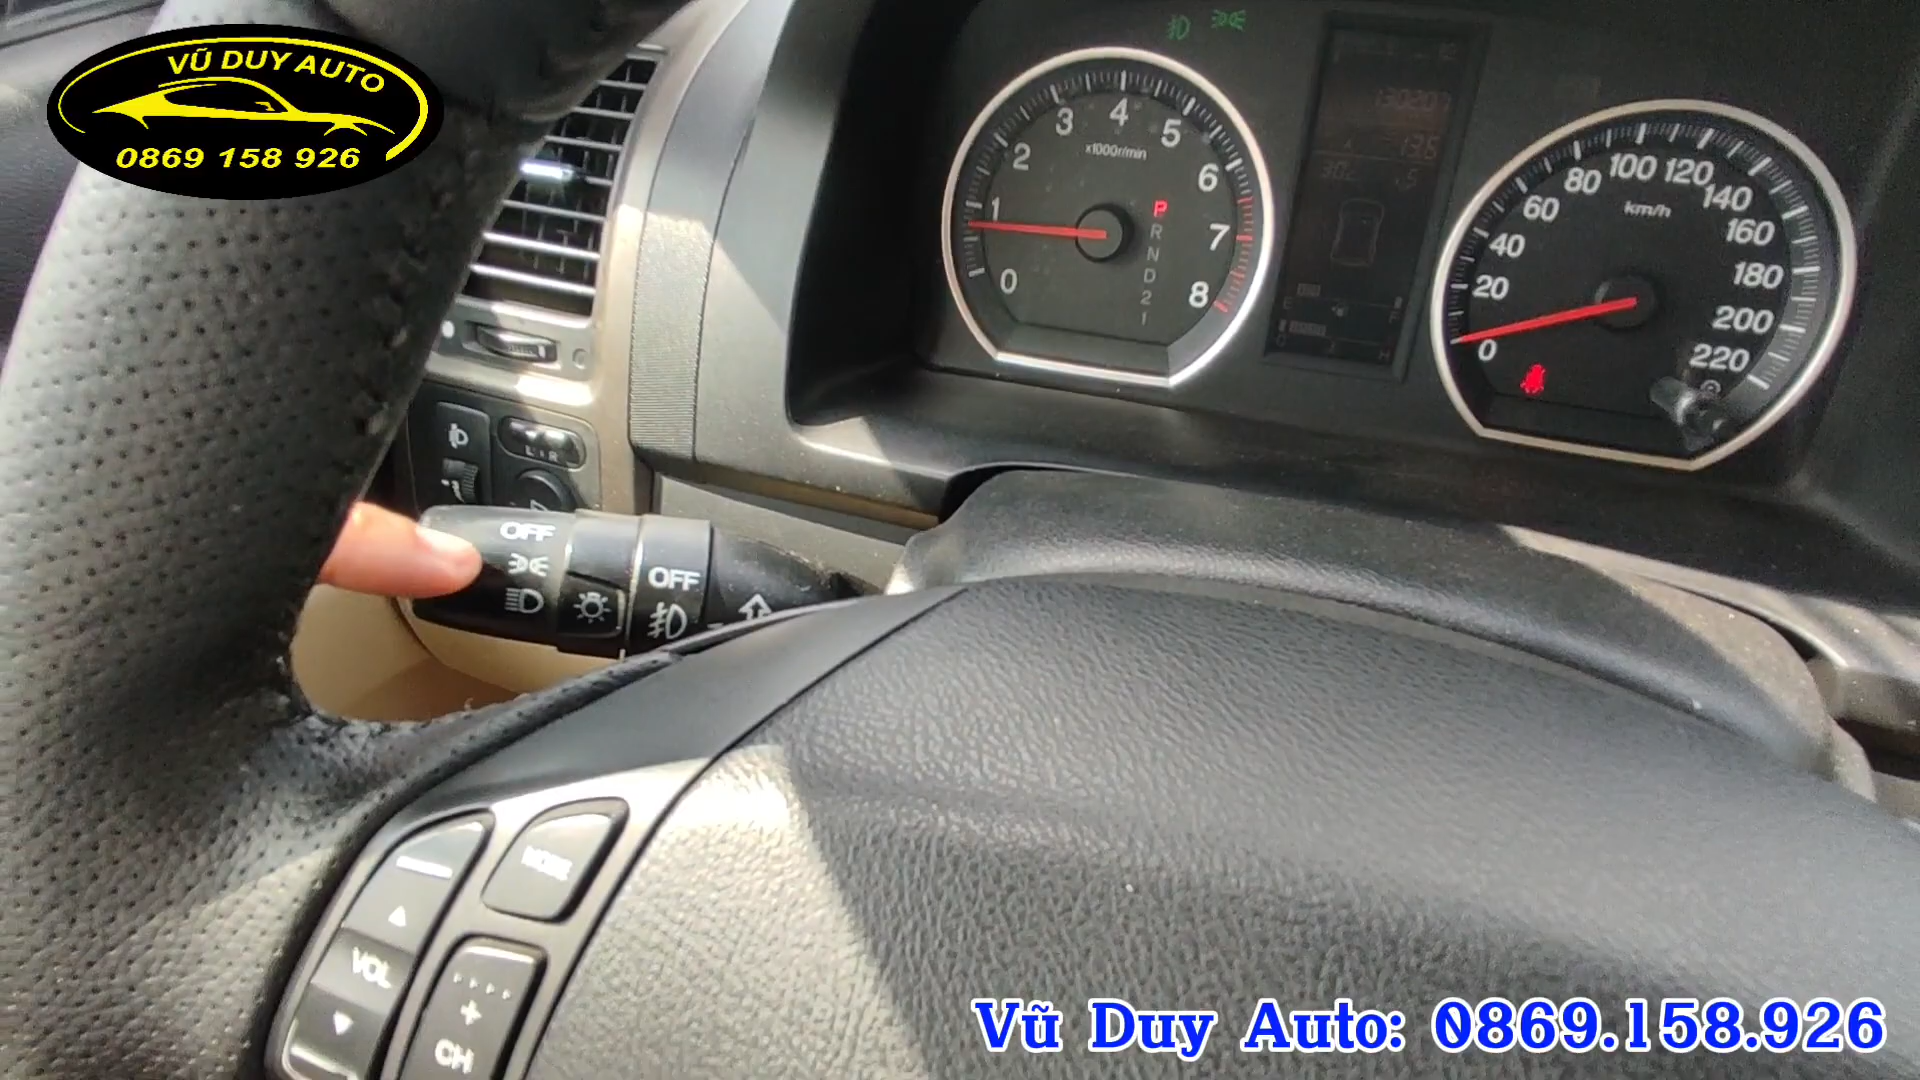 VŨ DUY AUTO
0869 158 926
0
1
2
3
4
5
6
7
8
x1000r/min
P
R
N
D
2
1
0
20
40
60
80
100
120
140
160
180
200
220
km/h
L R
OFF
OFF
MODE
VOL
+
CH
Vũ Duy Auto: 0869.158.926